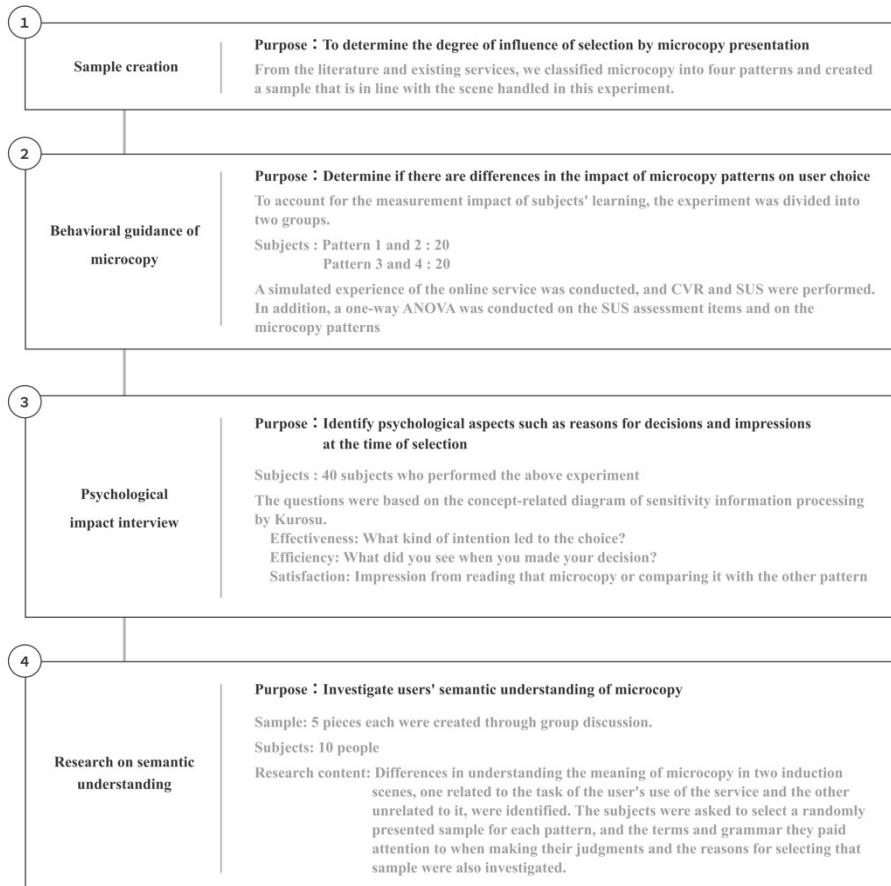 1
Sample creation
Purpose：To determine the degree of influence of selection by microcopy presentation
From the literature and existing services, we classified microcopy into four patterns and created
a sample that is in line with the scene handled in this experiment.
2
Behavioral guidance of
microcopy
Purpose：Determine if there are differences in the impact of microcopy patterns on user choice
To account for the measurement impact of subjects' learning, the experiment was divided into
two groups.
Subjects : Pattern 1 and 2 : 20
Pattern 3 and 4 : 20
A simulated experience of the online service was conducted, and CVR and SUS were performed.
In addition, a one-way ANOVA was conducted on the SUS assessment items and on the
microcopy patterns
3
Psychological
impact interview
Purpose：Identify psychological aspects such as reasons for decisions and impressions
at the time of selection
Subjects : 40 subjects who performed the above experiment
The questions were based on the concept-related diagram of sensitivity information processing
by Kurosu.
Effectiveness: What kind of intention led to the choice?
Efficiency: What did you see when you made your decision?
Satisfaction: Impression from reading that microcopy or comparing it with the other pattern
4
Research on semantic
understanding
Purpose：Investigate users' semantic understanding of microcopy
Sample: 5 pieces each were created through group discussion.
Subjects: 10 people
Research content: Differences in understanding the meaning of microcopy in two induction
scenes, one related to the task of the user's use of the service and the other
unrelated to it, were identified. The subjects were asked to select a randomly
presented sample for each pattern, and the terms and grammar they paid
attention to when making their judgments and the reasons for selecting that
sample were also investigated.